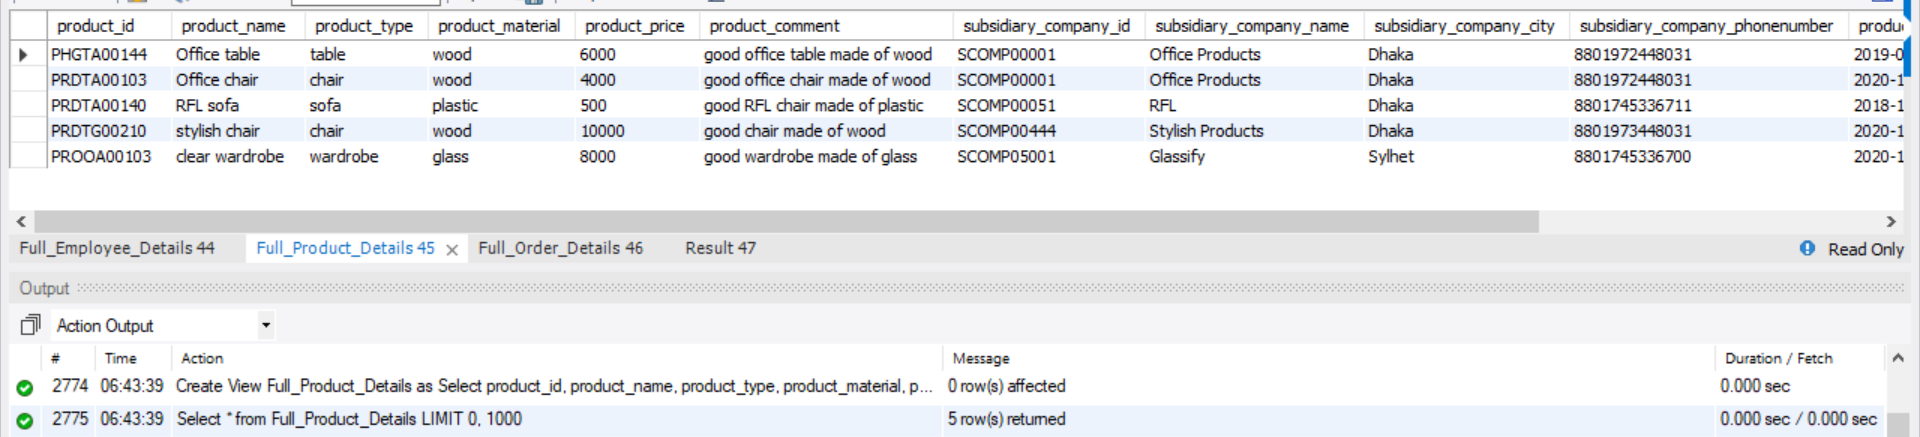 product_id product_name product_type product_material product_price product_comment subsidiary_company_id subsidiary_company_name subsidiary_company_city subsidiary_company_phonenumber
PHGTA00144 Office table table wood 6000 good office table made of wood SCOMP00001 Office Products Dhaka 8801972448031 2019-0
PRDTA00103 Office chair chair wood 4000 good office chair made of wood SCOMP00001 Office Products Dhaka 8801972448031 2020-1
PRDTA00140 RFL sofa sofa plastic 500 good RFL chair made of plastic SCOMP00051 RFL Dhaka 8801745336711 2018-1
PRDTG00210 stylish chair chair wood 10000 good chair made of wood SCOMP00444 Stylish Products Dhaka 8801973448031 2020-1
PROOA00103 clear wardrobe wardrobe glass 8000 good wardrobe made of glass SCOMP05001 Glassify Sylhet 8801745336700 2020-1
Full_Employee_Details 44 Full_Product_Details 45 Full_Order_Details 46 Result 47 Read Only
Output
Action Output
# Time Action Message Duration / Fetch
2774 06:43:39 Create View Full_Product_Details as Select product_id, product_name, product_type, product_material, p... 0 row(s) affected 0.000 sec
2775 06:43:39 Select * from Full_Product_Details LIMIT 0, 1000 5 row(s) returned 0.000 sec / 0.000 sec